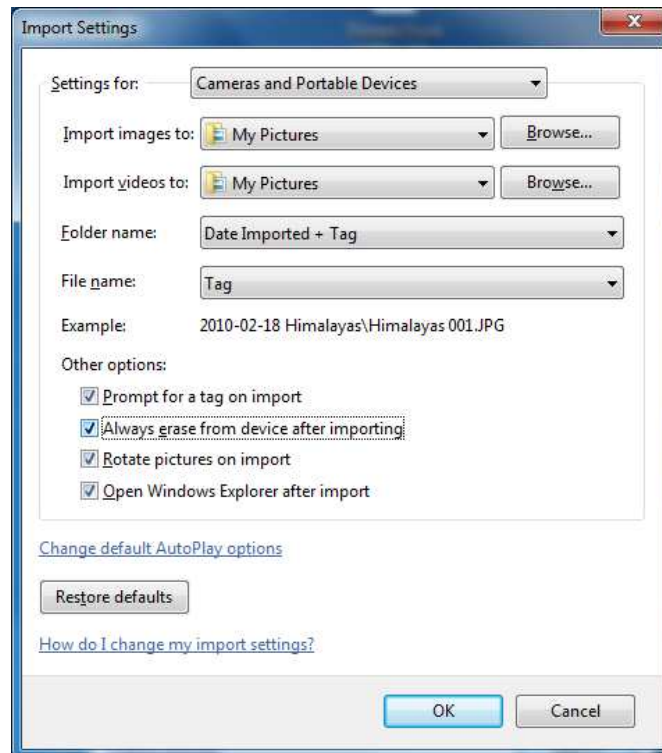 Import Settings
Settings for: Cameras and Portable Devices
Import images to: My Pictures Browse...
Import videos to: My Pictures Browse...
Folder name: Date Imported + Tag
File name: Tag
Example: 2010-02-18 Himalayas\Himalayas 001.JPG
Other options:
Prompt for a tag on import
Always erase from device after importing
Rotate pictures on import
Open Windows Explorer after import
Change default AutoPlay options
Restore defaults
How do I change my import settings?
OK Cancel